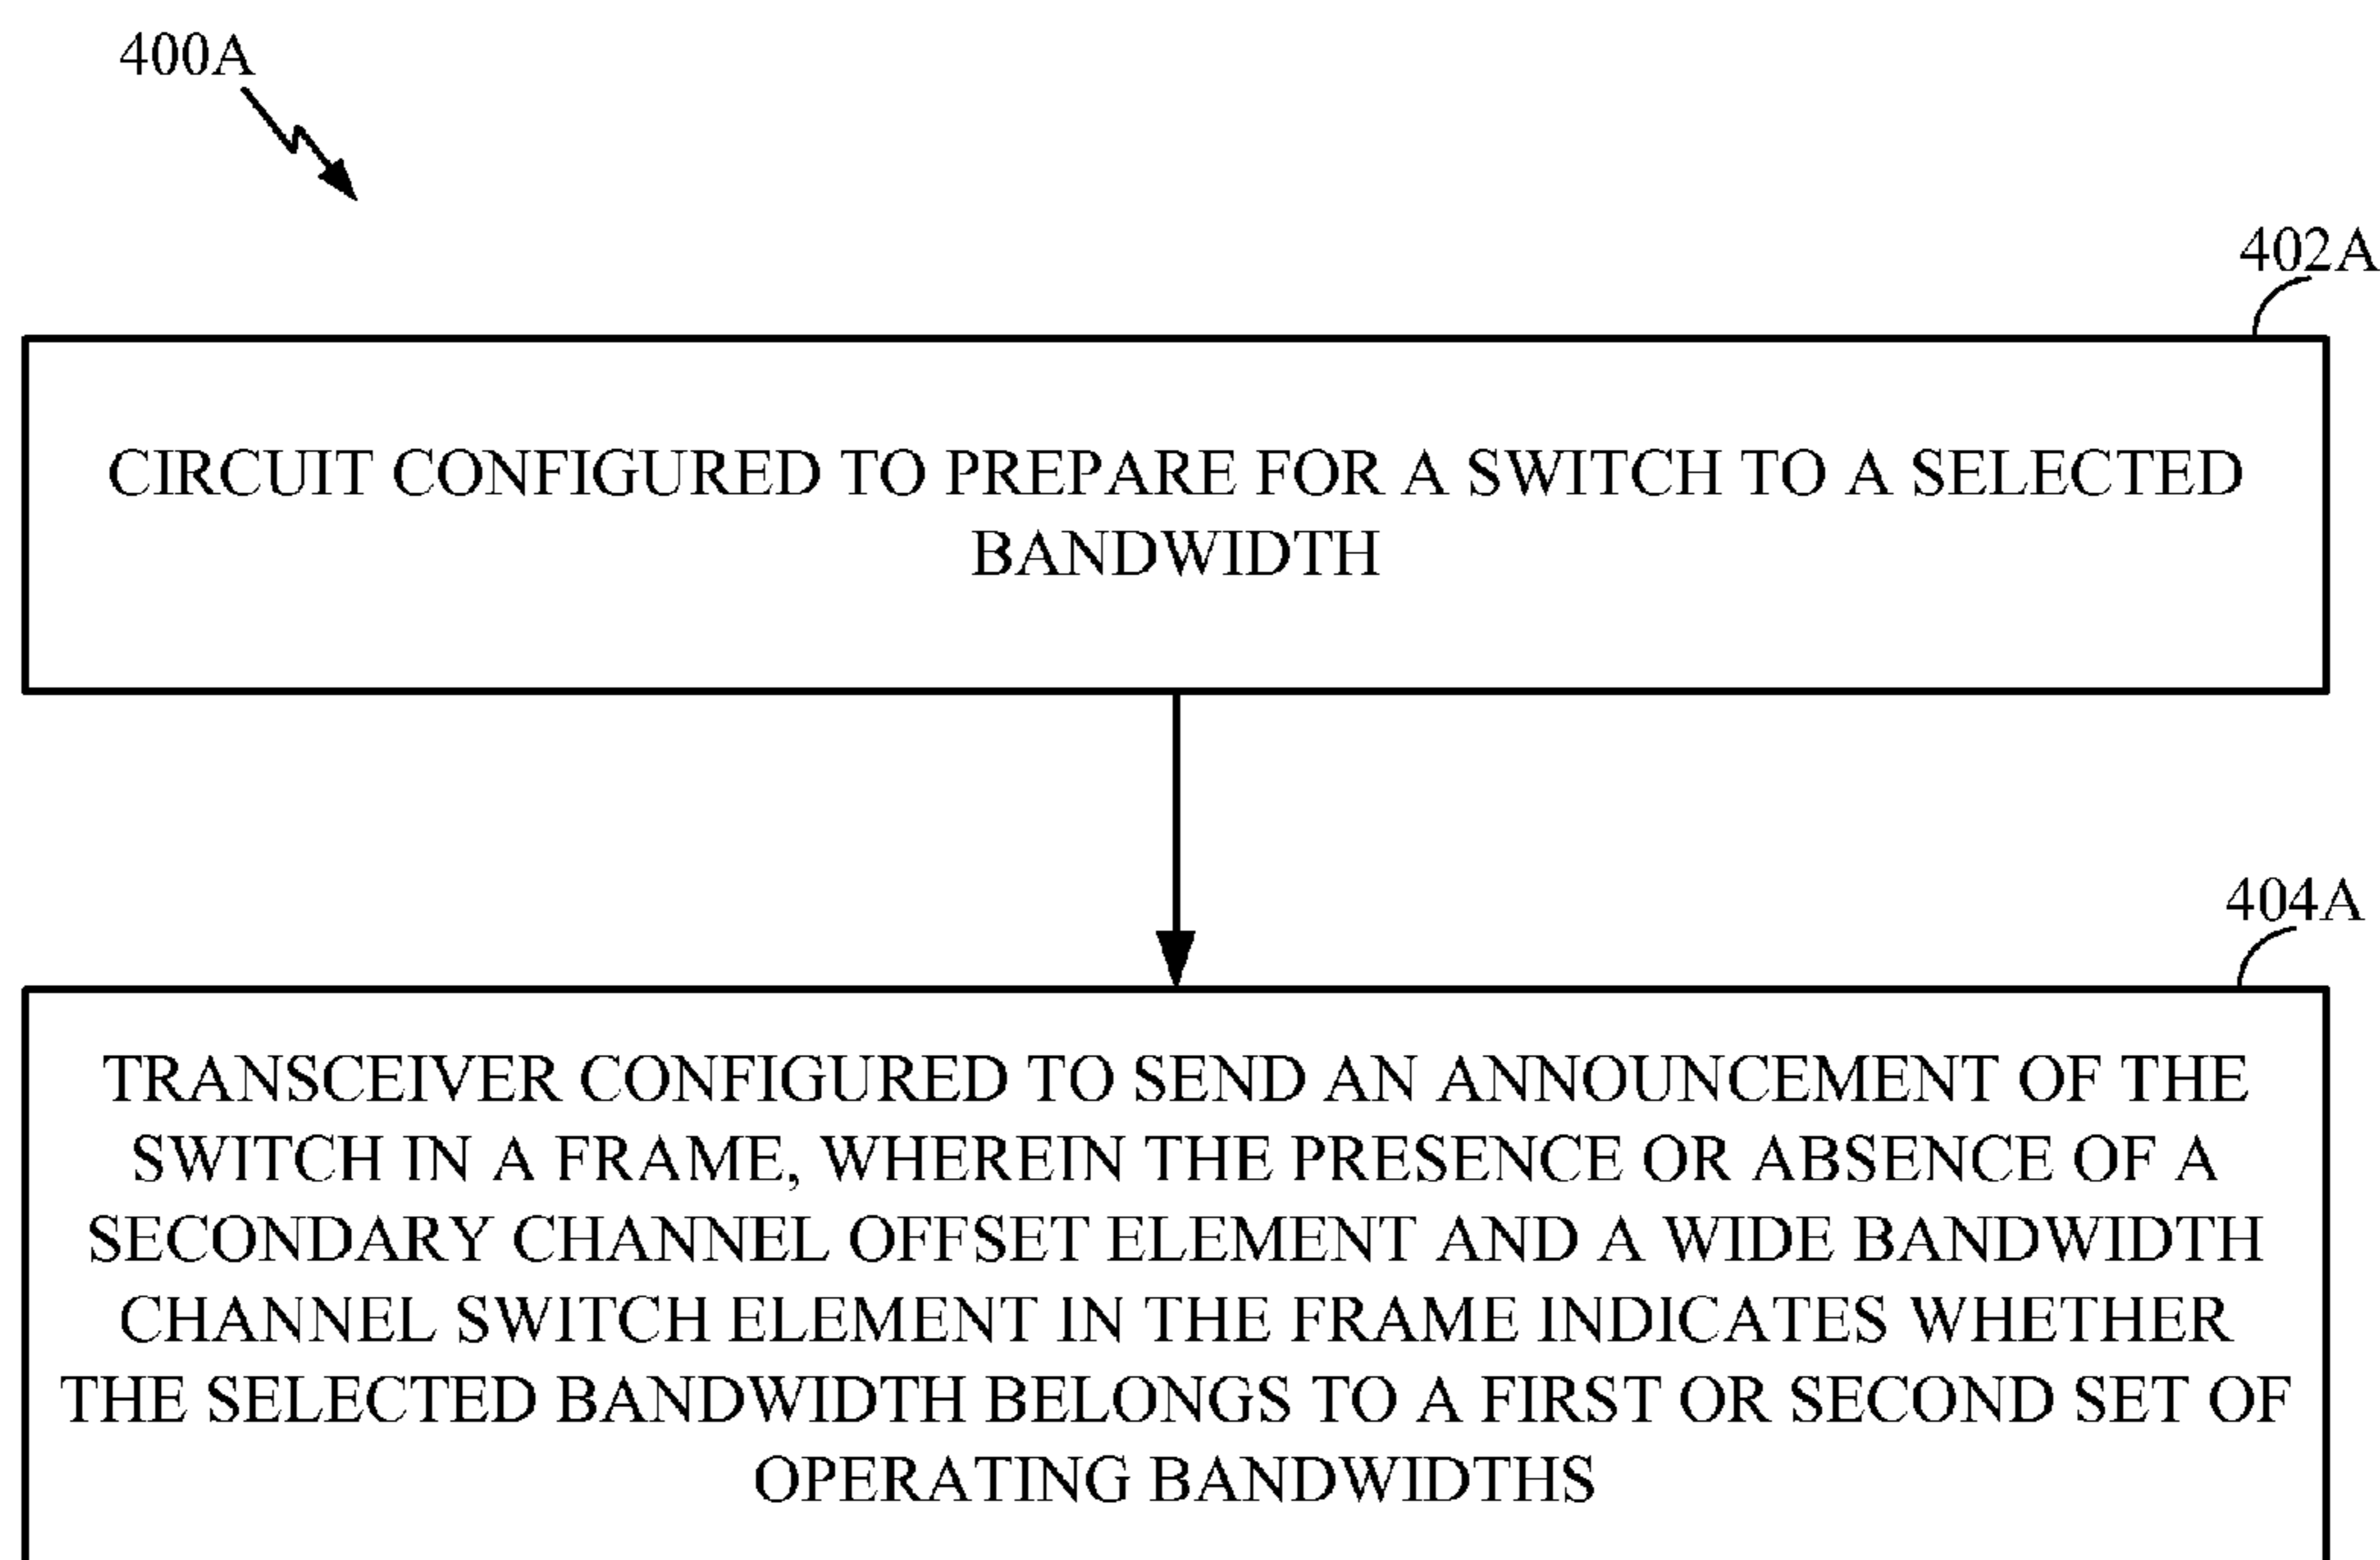 400A
402A
CIRCUIT CONFIGURED TO PREPARE FOR A SWITCH TO A SELECTED
BANDWIDTH
404A
TRANSCEIVER CONFIGURED TO SEND AN ANNOUNCEMENT OF THE
SWITCH IN A FRAME, WHEREIN THE PRESENCE OR ABSENCE OF A
SECONDARY CHANNEL OFFSET ELEMENT AND A WIDE BANDWIDTH
CHANNEL SWITCH ELEMENT IN THE FRAME INDICATES WHETHER
THE SELECTED BANDWIDTH BELONGS TO A FIRST OR SECOND SET OF
OPERATING BANDWIDTHS